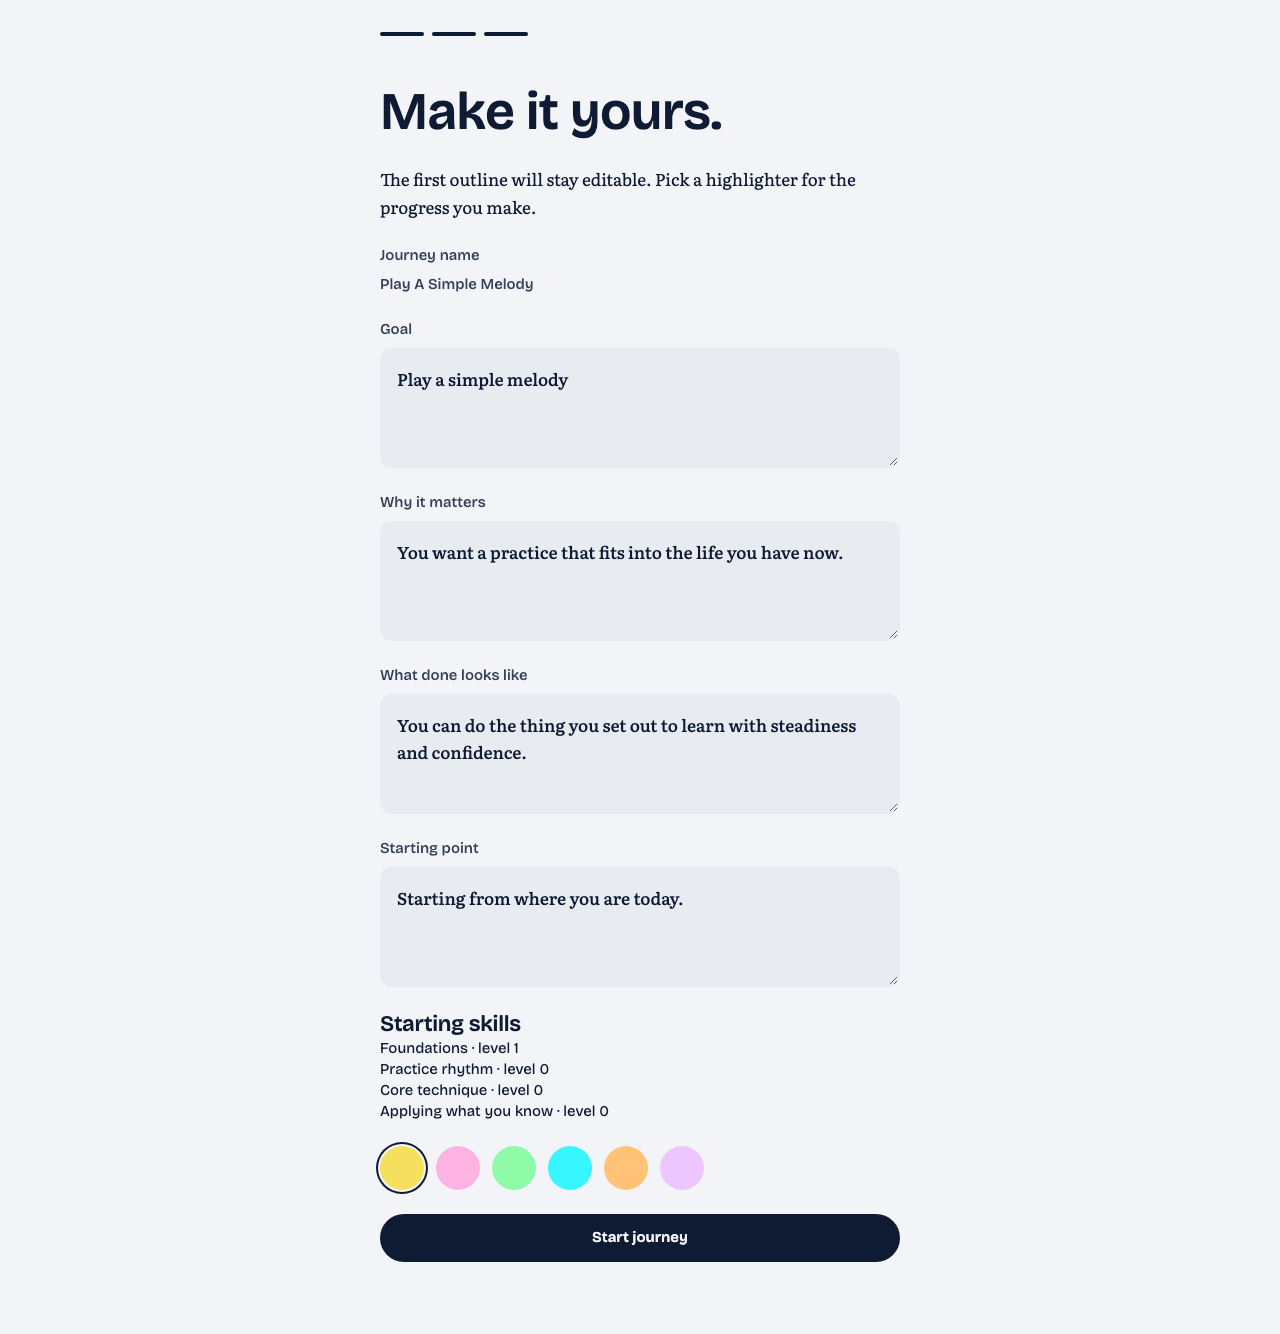 Make it yours.
The first outline will stay editable. Pick a highlighter for the
progress you make.
Journey name
Play A Simple Melody
Goal
Play a simple melody
Why it matters
You want a practice that fits into the life you have now.
What done looks like
You can do the thing you set out to learn with steadiness
and confidence.
Starting point
Starting from where you are today.
Starting skills
Foundations · level 1
Practice rhythm · level 0
Core technique · level 0
Applying what you know · level 0
Start journey